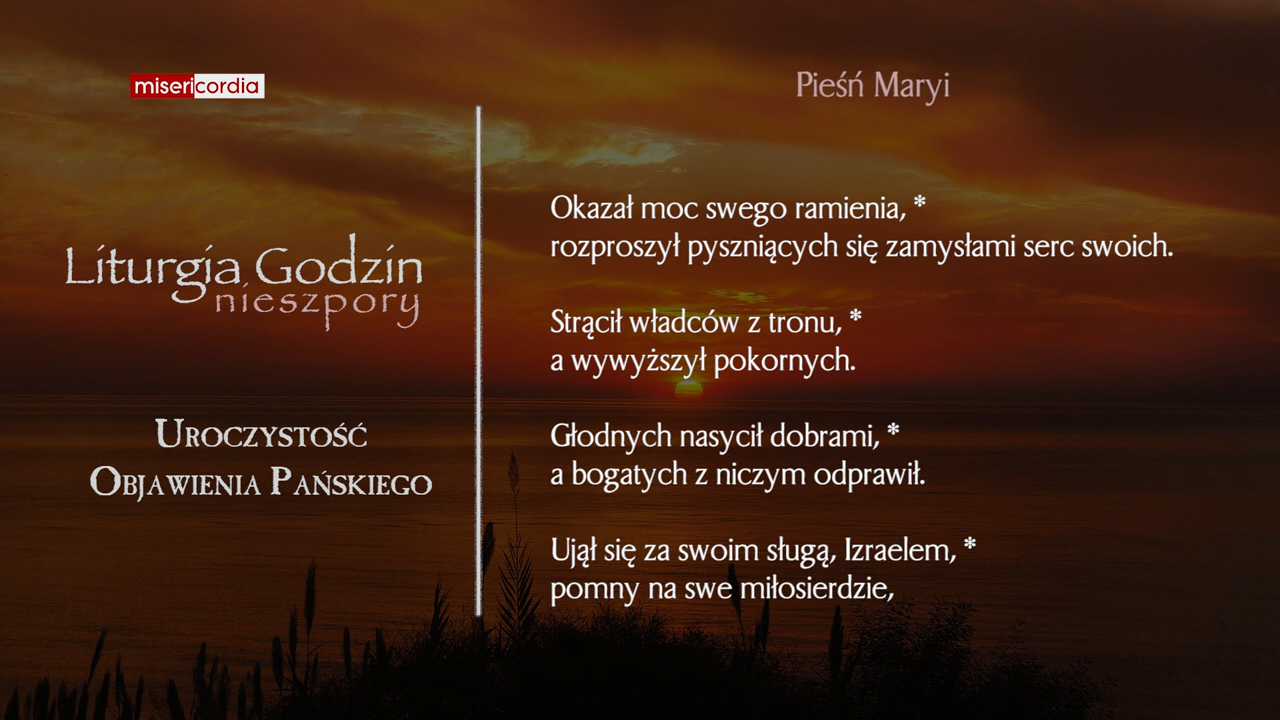 misericordia
Liturgia Godzin
nieszpory
Uroczystość
Objawienia Pańskiego
Pieśń Maryi
Okazał moc swego ramienia, *
rozproszył pyszniących się zamysłami serc swoich.
Strącił władców z tronu, *
a wywyższył pokornych.
Głodnych nasycił dobrami, *
a bogatych z niczym odprawił.
Ujął się za swoim sługą, Izraelem, *
pomny na swe miłosierdzie,